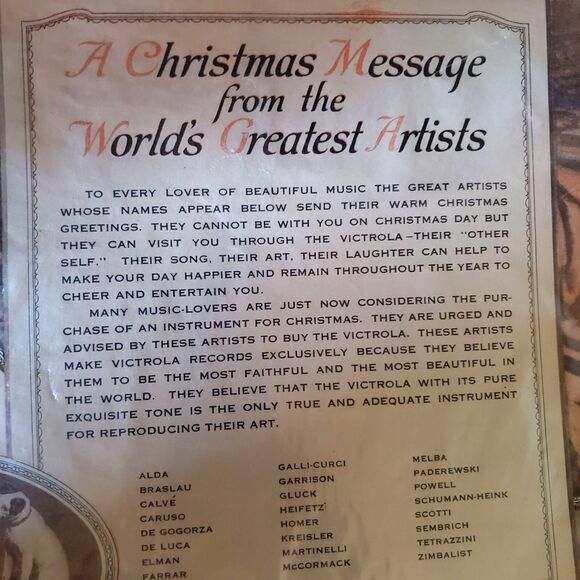 A Christmas Message
from the
World's Greatest Artists
TO EVERY LOVER OF BEAUTIFUL MUSIC THE GREAT ARTISTS
WHOSE NAMES APPEAR BELOW SEND THEIR WARM CHRISTMAS
GREETINGS. THEY CANNOT BE WITH YOU ON CHRISTMAS DAY BUT
THEY CAN VISIT YOU THROUGH THE VICTROLA—THEIR "OTHER
SELF." THEIR SONG, THEIR ART, THEIR LAUGHTER CAN HELP TO
MAKE YOUR DAY HAPPIER AND REMAIN THROUGHOUT THE YEAR TO
CHEER AND ENTERTAIN YOU.
MANY MUSIC-LOVERS ARE JUST NOW CONSIDERING THE PUR-
CHASE OF AN INSTRUMENT FOR CHRISTMAS. THEY ARE URGED AND
ADVISED BY THESE ARTISTS TO BUY THE VICTROLA. THESE ARTISTS
MAKE VICTROLA RECORDS EXCLUSIVELY BECAUSE THEY BELIEVE
THEM TO BE THE MOST FAITHFUL AND THE MOST BEAUTIFUL IN
THE WORLD. THEY BELIEVE THAT THE VICTROLA WITH ITS PURE
EXQUISITE TONE IS THE ONLY TRUE AND ADEQUATE INSTRUMENT
FOR REPRODUCING THEIR ART.
ALDA
BRASLAU
CALVÉ
CARUSO
DE GOGORZA
DE LUCA
ELMAN
FARRAR
GALLI-CURCI
GARRISON
GLUCK
HEIFETZ
HOMER
KREISLER
MARTINELLI
McCORMACK
MELBA
PADEREWSKI
POWELL
SCHUMANN-HEINK
SCOTTI
SEMBRICH
TETRAZZINI
ZIMBALIST